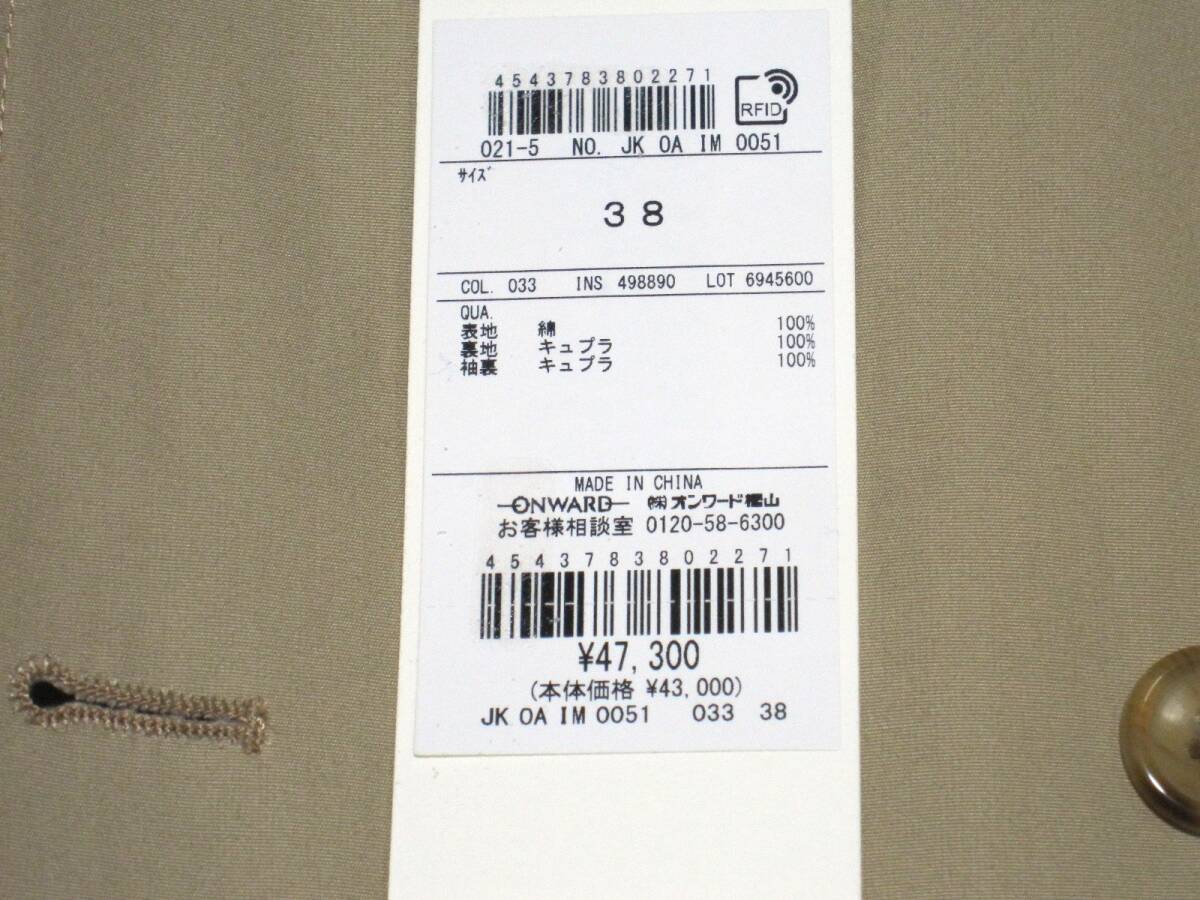 4543783802271
RFID
021-5 NO. JK OA IM 0051
ｻｲｽﾞ
38
COL. 033 INS 498890 LOT 6945600
QUA.
表地 綿 100%
裏地 キュプラ 100%
袖裏 キュプラ 100%
MADE IN CHINA
ONWARD ㈱オンワード樫山
お客様相談室 0120-58-6300
4543783802271
¥47,300
(本体価格 ¥43,000)
JK OA IM 0051 033 38